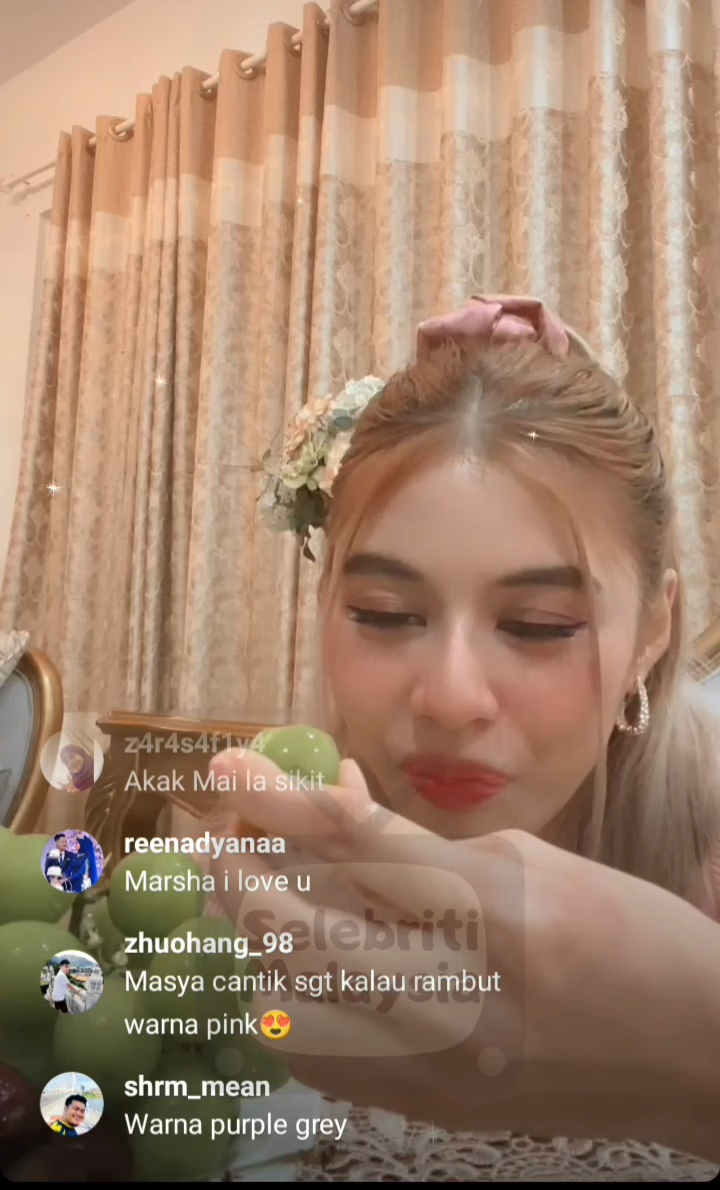 z4r4s4f1y4
Akak Mai la sikit
reenadyanaa
Marsha i love u
Selebriti
Malaysia
zhuohang_98
Masya cantik sgt kalau rambut
warna pink😍
shrm_mean
Warna purple grey